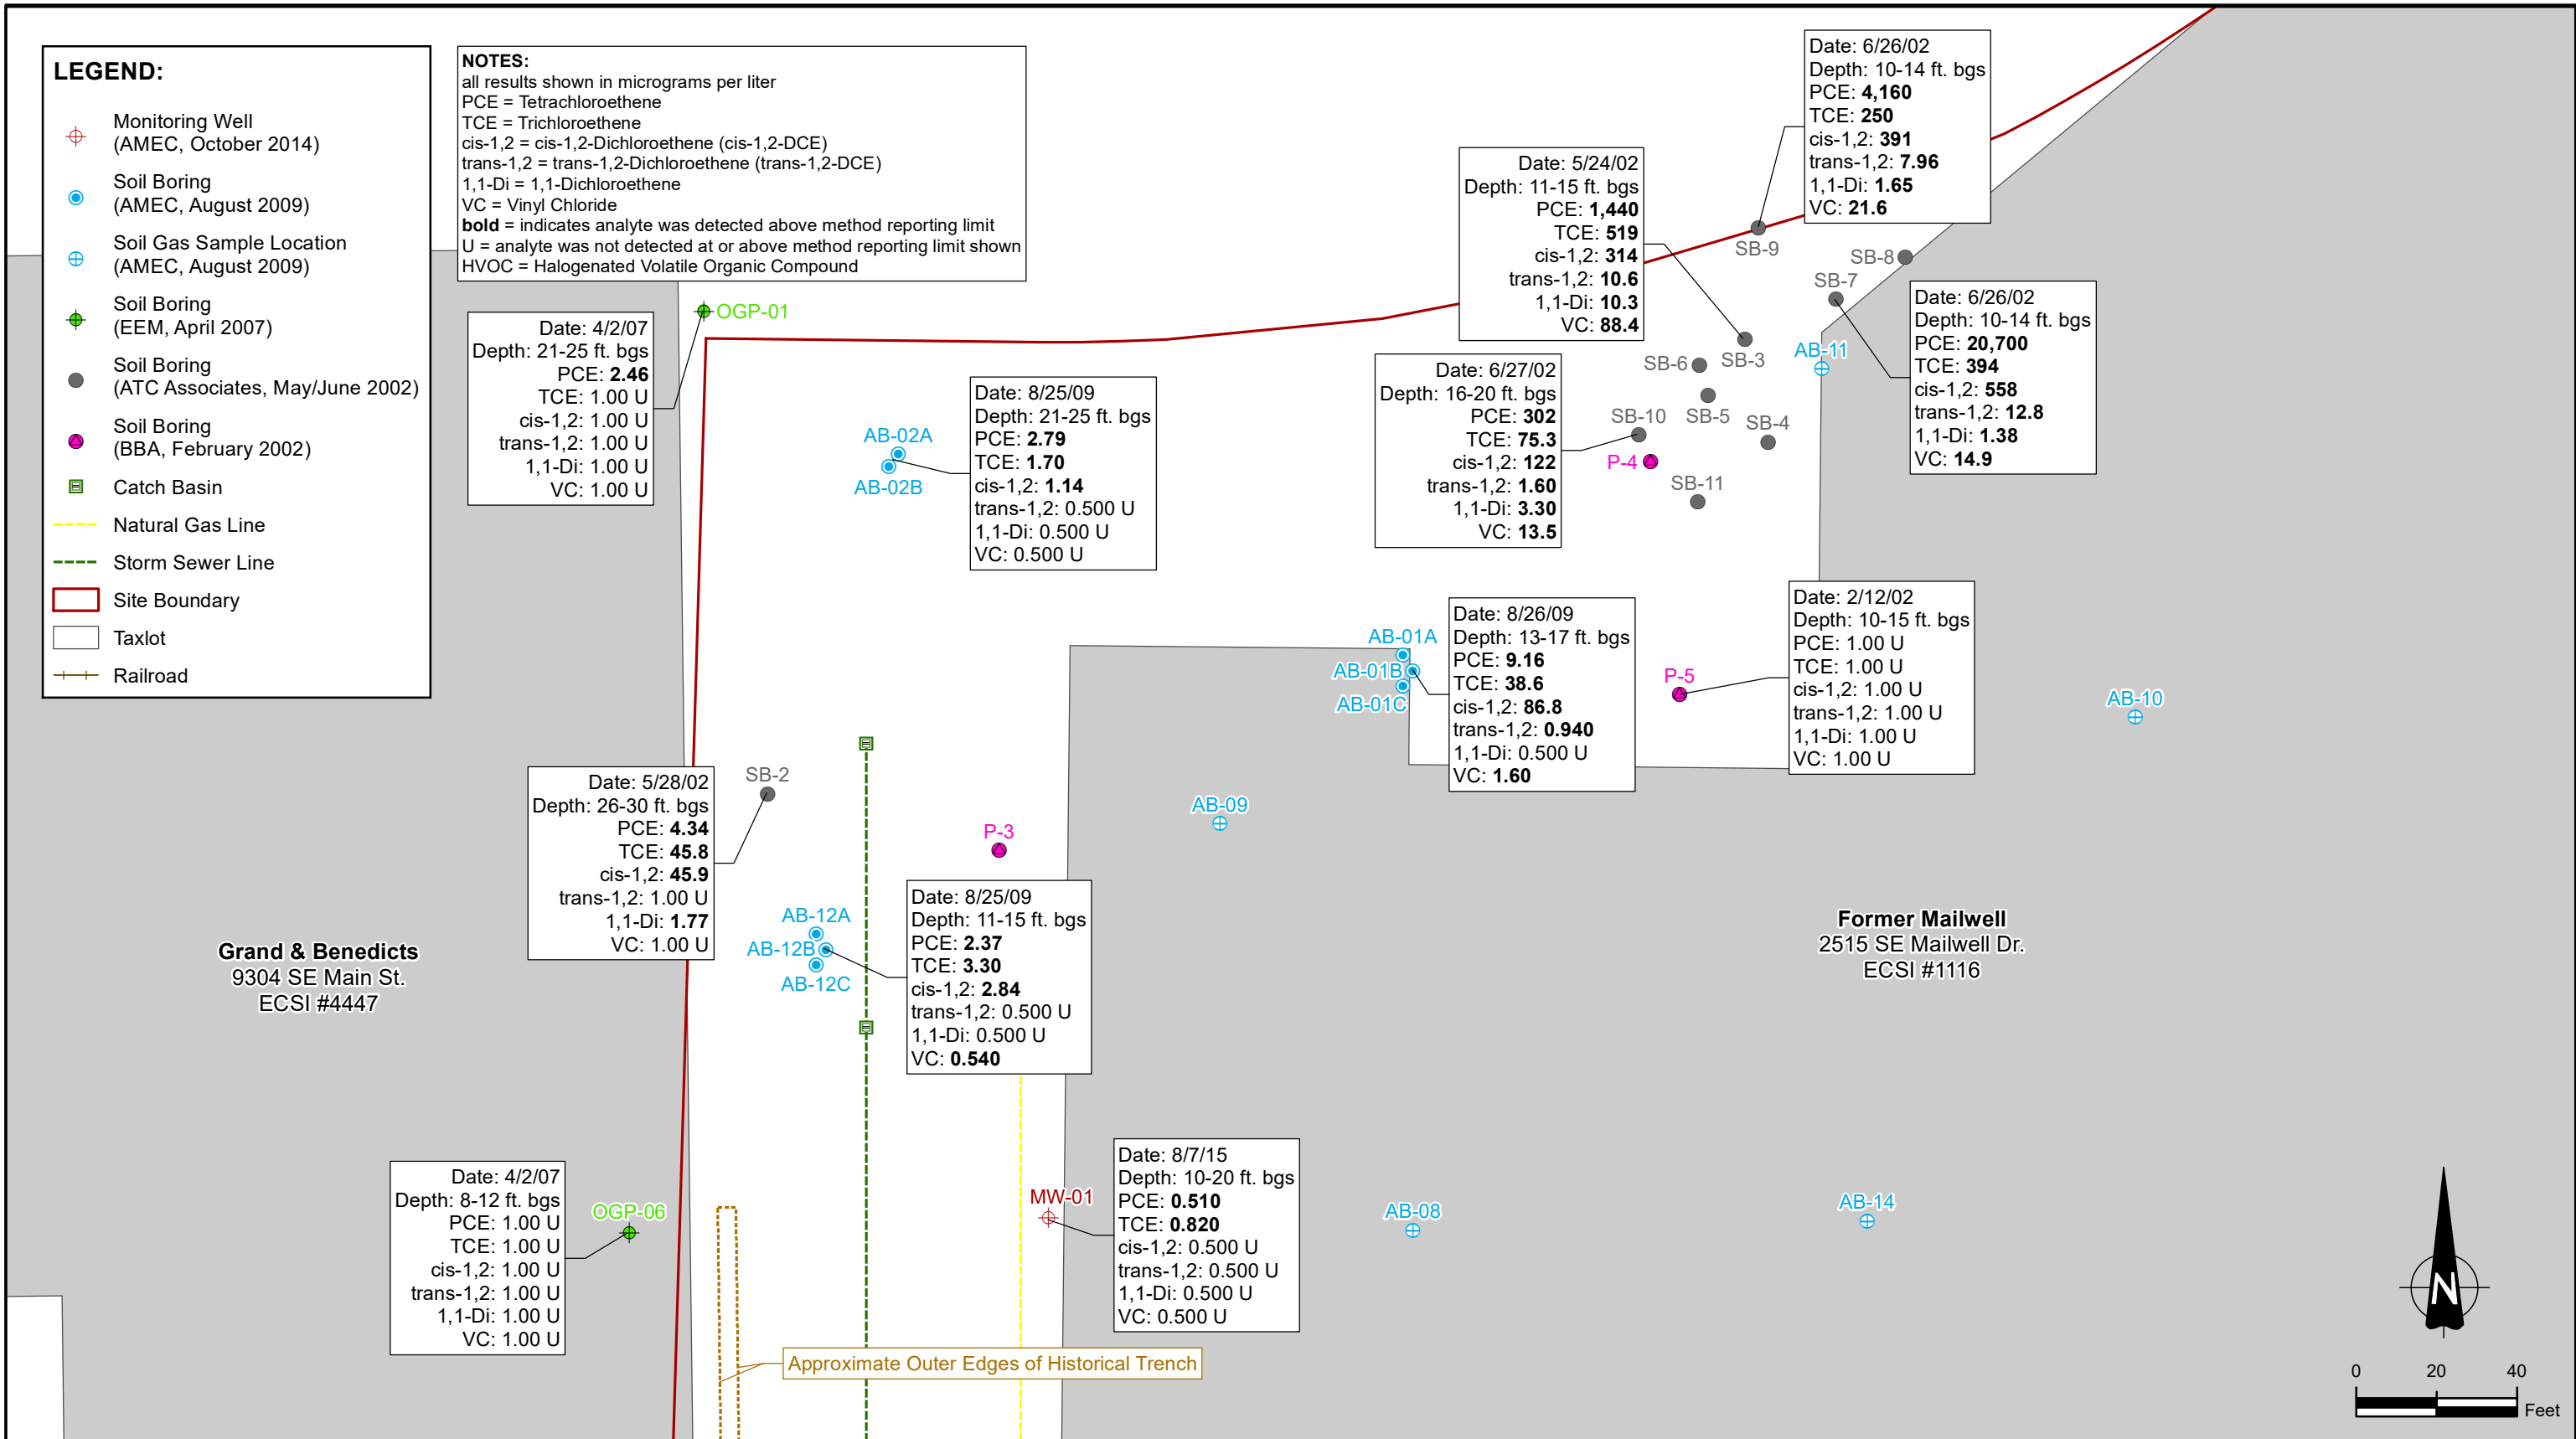 LEGEND:
Monitoring Well
(AMEC, October 2014)
Soil Boring
(AMEC, August 2009)
Soil Gas Sample Location
(AMEC, August 2009)
Soil Boring
(EEM, April 2007)
Soil Boring
(ATC Associates, May/June 2002)
Soil Boring
(BBA, February 2002)
Catch Basin
Natural Gas Line
Storm Sewer Line
Site Boundary
Taxlot
Railroad
NOTES:
all results shown in micrograms per liter
PCE = Tetrachloroethene
TCE = Trichloroethene
cis-1,2 = cis-1,2-Dichloroethene (cis-1,2-DCE)
trans-1,2 = trans-1,2-Dichloroethene (trans-1,2-DCE)
1,1-Di = 1,1-Dichloroethene
VC = Vinyl Chloride
bold = indicates analyte was detected above method reporting limit
U = analyte was not detected at or above method reporting limit shown
HVOC = Halogenated Volatile Organic Compound
Date: 6/26/02
Depth: 10-14 ft. bgs
PCE: 4,160
TCE: 250
cis-1,2: 391
trans-1,2: 7.96
1,1-Di: 1.65
VC: 21.6
SB-9
Date: 5/24/02
Depth: 11-15 ft. bgs
PCE: 1,440
TCE: 519
cis-1,2: 314
trans-1,2: 10.6
1,1-Di: 10.3
VC: 88.4
SB-8
SB-7
Date: 6/26/02
Depth: 10-14 ft. bgs
PCE: 20,700
TCE: 394
cis-1,2: 558
trans-1,2: 12.8
1,1-Di: 1.38
VC: 14.9
OGP-01
Date: 4/2/07
Depth: 21-25 ft. bgs
PCE: 2.46
TCE: 1.00 U
cis-1,2: 1.00 U
trans-1,2: 1.00 U
1,1-Di: 1.00 U
VC: 1.00 U
AB-02A
AB-02B
Date: 8/25/09
Depth: 21-25 ft. bgs
PCE: 2.79
TCE: 1.70
cis-1,2: 1.14
trans-1,2: 0.500 U
1,1-Di: 0.500 U
VC: 0.500 U
Date: 6/27/02
Depth: 16-20 ft. bgs
PCE: 302
TCE: 75.3
cis-1,2: 122
trans-1,2: 1.60
1,1-Di: 3.30
VC: 13.5
SB-6
SB-3
AB-11
SB-10
SB-5
SB-4
P-4
SB-11
AB-01A
AB-01B
AB-01C
Date: 8/26/09
Depth: 13-17 ft. bgs
PCE: 9.16
TCE: 38.6
cis-1,2: 86.8
trans-1,2: 0.940
1,1-Di: 0.500 U
VC: 1.60
P-5
Date: 2/12/02
Depth: 10-15 ft. bgs
PCE: 1.00 U
TCE: 1.00 U
cis-1,2: 1.00 U
trans-1,2: 1.00 U
1,1-Di: 1.00 U
VC: 1.00 U
AB-10
Date: 5/28/02
Depth: 26-30 ft. bgs
PCE: 4.34
TCE: 45.8
cis-1,2: 45.9
trans-1,2: 1.00 U
1,1-Di: 1.77
VC: 1.00 U
SB-2
P-3
AB-09
AB-12A
AB-12B
AB-12C
Date: 8/25/09
Depth: 11-15 ft. bgs
PCE: 2.37
TCE: 3.30
cis-1,2: 2.84
trans-1,2: 0.500 U
1,1-Di: 0.500 U
VC: 0.540
Grand & Benedicts
9304 SE Main St.
ECSI #4447
Former Mailwell
2515 SE Mailwell Dr.
ECSI #1116
Date: 4/2/07
Depth: 8-12 ft. bgs
PCE: 1.00 U
TCE: 1.00 U
cis-1,2: 1.00 U
trans-1,2: 1.00 U
1,1-Di: 1.00 U
VC: 1.00 U
OGP-06
MW-01
Date: 8/7/15
Depth: 10-20 ft. bgs
PCE: 0.510
TCE: 0.820
cis-1,2: 0.500 U
trans-1,2: 0.500 U
1,1-Di: 0.500 U
VC: 0.500 U
AB-08
AB-14
Approximate Outer Edges of Historical Trench
N
0 20 40
Feet